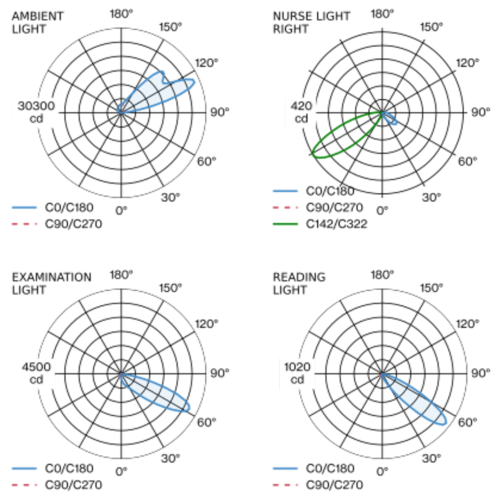 AMBIENT
LIGHT
180°
150°
120°
30300
cd
90°
60°
30°
0°
C0/C180
C90/C270
NURSE LIGHT
RIGHT
180°
150°
120°
420
cd
90°
60°
30°
0°
C0/C180
C90/C270
C142/C322
EXAMINATION
LIGHT
180°
150°
120°
4500
cd
90°
60°
30°
0°
C0/C180
C90/C270
READING
LIGHT
180°
150°
120°
1020
cd
90°
60°
30°
0°
C0/C180
C90/C270